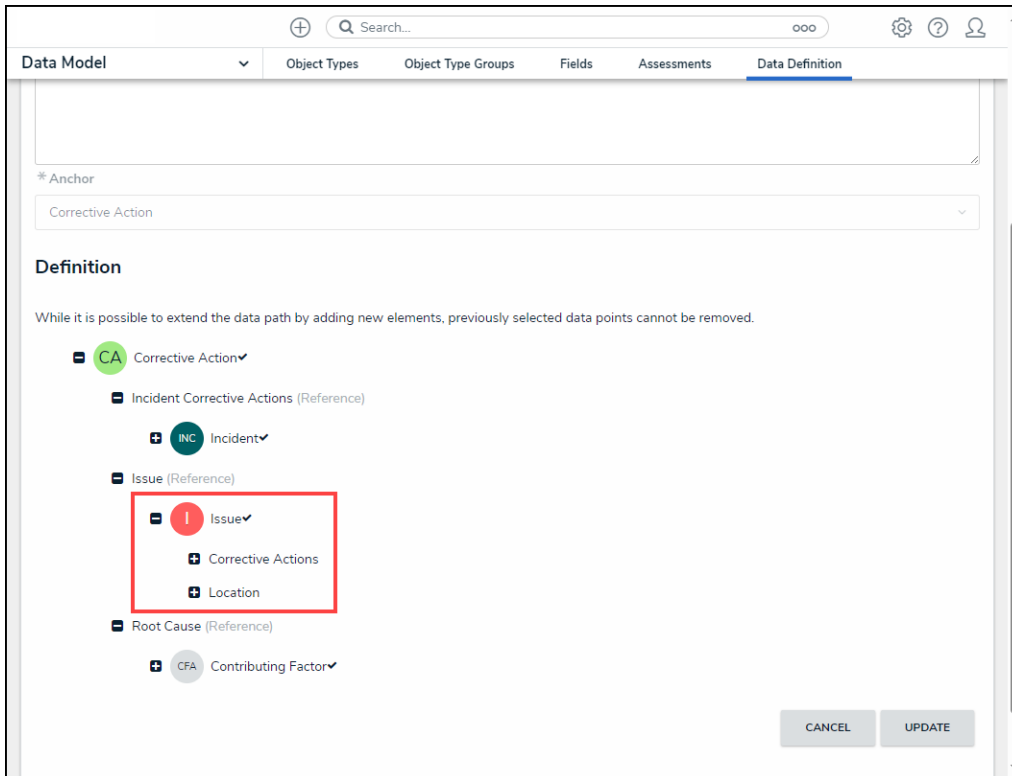 Search... ooo
Data Model Object Types Object Type Groups Fields Assessments Data Definition
* Anchor
Corrective Action
Definition
While it is possible to extend the data path by adding new elements, previously selected data points cannot be removed.
CA Corrective Action
Incident Corrective Actions (Reference)
INC Incident
Issue (Reference)
I Issue
Corrective Actions
Location
Root Cause (Reference)
CFA Contributing Factor
CANCEL UPDATE